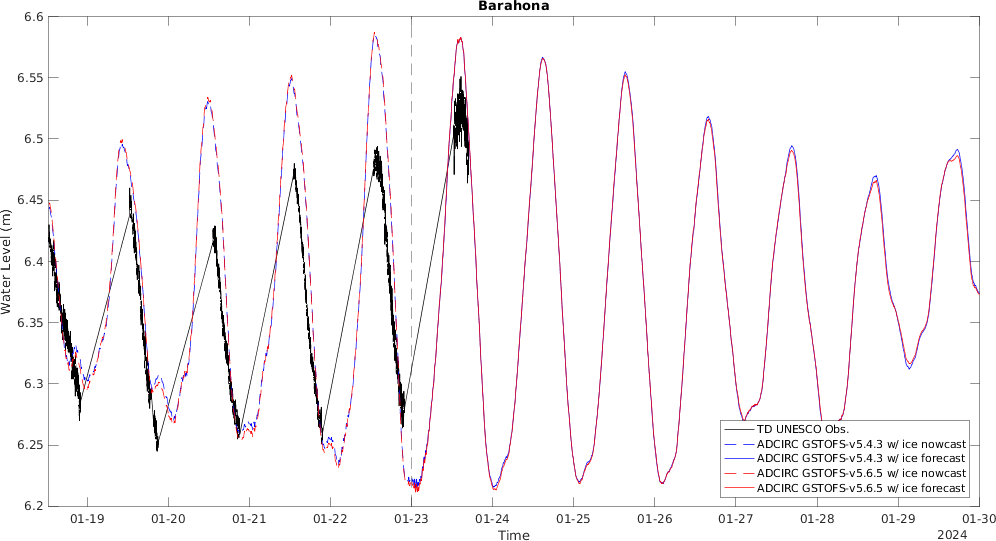 Barahona
Water Level (m)
6.6
6.55
6.5
6.45
6.4
6.35
6.3
6.25
6.2
TD UNESCO Obs.
ADCIRC GSTOFS-v5.4.3 w/ ice nowcast
ADCIRC GSTOFS-v5.4.3 w/ ice forecast
ADCIRC GSTOFS-v5.6.5 w/ ice nowcast
ADCIRC GSTOFS-v5.6.5 w/ ice forecast
01-19 01-20 01-21 01-22 01-23 01-24 01-25 01-26 01-27 01-28 01-29 01-30
Time
2024